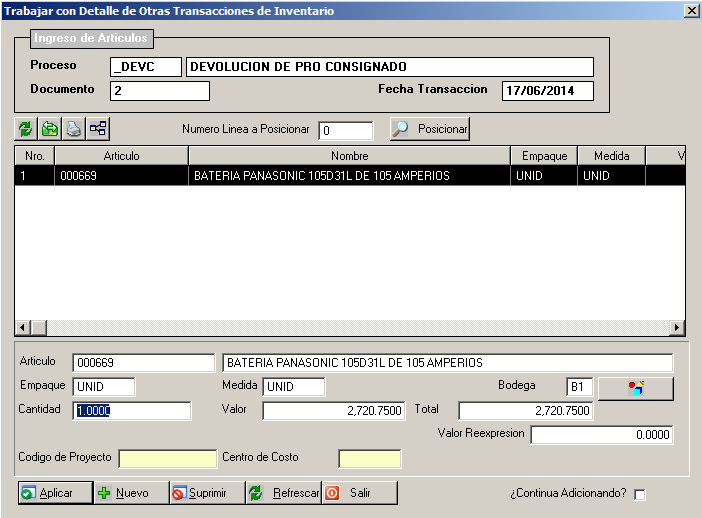 Trabajar con Detalle de Otras Transacciones de Inventario
Ingreso de Articulos
Proceso _DEVC DEVOLUCION DE PRO CONSIGNADO
Documento 2 Fecha Transaccion 17/06/2014
Numero Linea a Posicionar 0 Posicionar
Nro. Articulo Nombre Empaque Medida V
1 000669 BATERIA PANASONIC 105D31L DE 105 AMPERIOS UNID UNID
Articulo 000669 BATERIA PANASONIC 105D31L DE 105 AMPERIOS
Empaque UNID Medida UNID Bodega B1
Cantidad 1.0000 Valor 2,720.7500 Total 2,720.7500
Valor Reexpresion 0.0000
Codigo de Proyecto Centro de Costo
Aplicar Nuevo Suprimir Refrescar Salir ¿Continua Adicionando?